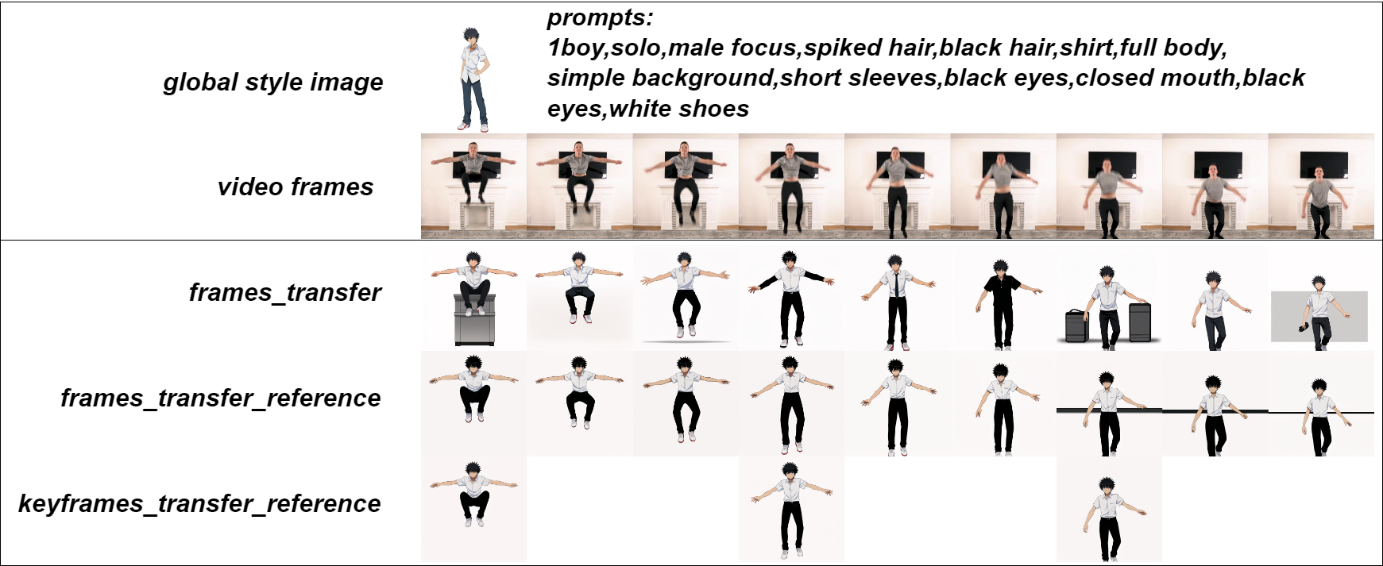 prompts:
1boy,solo,male focus,spiked hair,black hair,shirt,full body,
global style image
simple background,short sleeves,black eyes,closed mouth,black
eyes,white shoes
video frames
frames_transfer
frames_transfer_reference
keyframes_transfer_reference